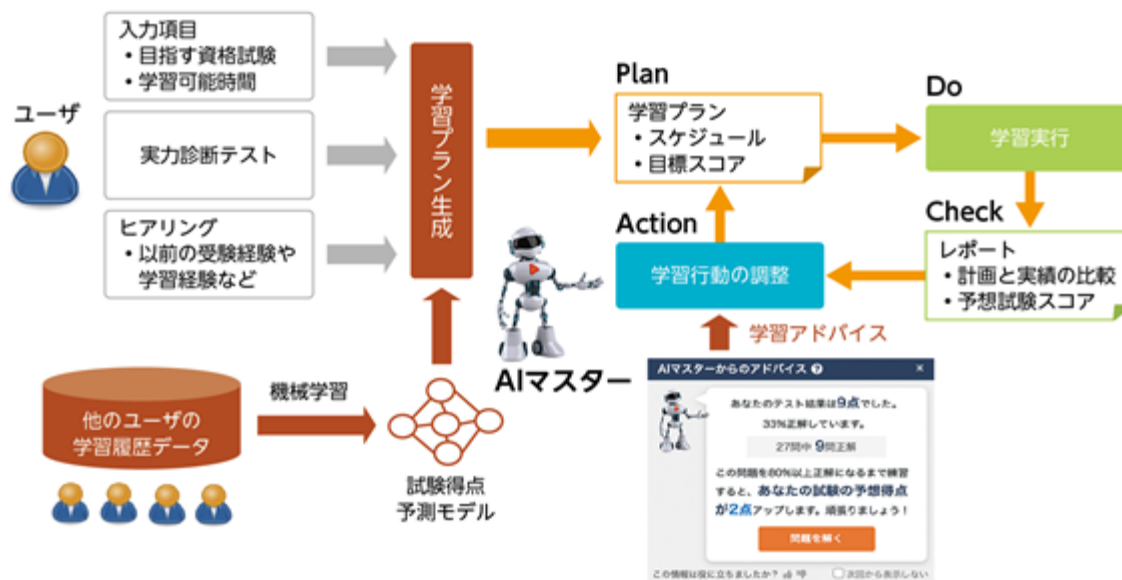 ユーザ
入力項目
・目指す資格試験
・学習可能時間
実力診断テスト
ヒアリング
・以前の受験経験や
学習経験など
学習プラン生成
他のユーザの
学習履歴データ
機械学習
試験得点
予測モデル
AIマスター
Plan
学習プラン
・スケジュール
・目標スコア
Do
学習実行
Check
レポート
・計画と実績の比較
・予想試験スコア
Action
学習行動の調整
学習アドバイス
AIマスターからのアドバイス ?
×
あなたのテスト結果は9点でした。
33%正解しています。
27問中 9問正解
この問題を80%以上正解になるまで練習
すると、あなたの試験の予想得点
が2点アップします。頑張りましょう！
問題を解く
この情報は役に立ちましたか？
次回から表示しない